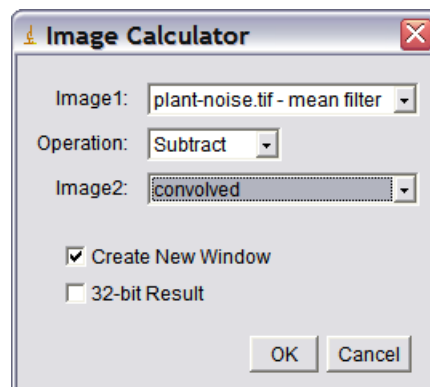 Image Calculator
Image1: plant-noise.tif - mean filter
Operation: Subtract
Image2: convolved
Create New Window
32-bit Result
OK Cancel